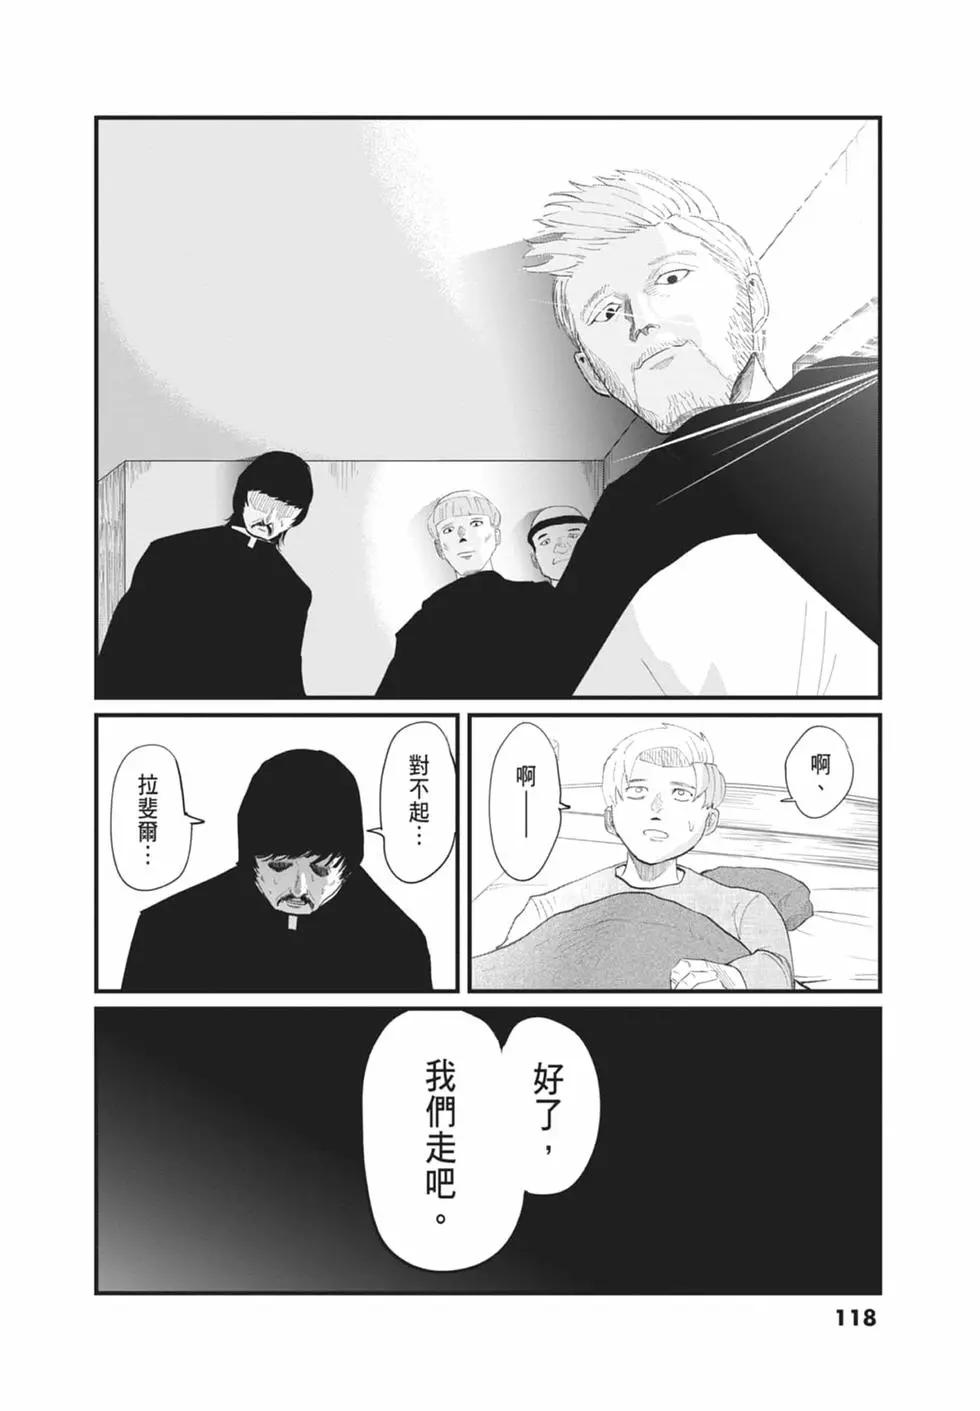 啊、
啊——
對不起…
拉斐爾…
好了，
我們走吧。
118